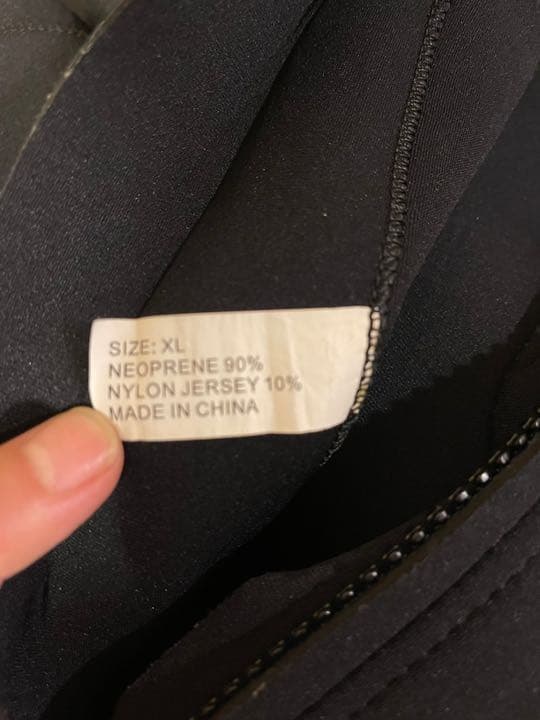 SIZE: XL
NEOPRENE 90%
NYLON JERSEY 10%
MADE IN CHINA